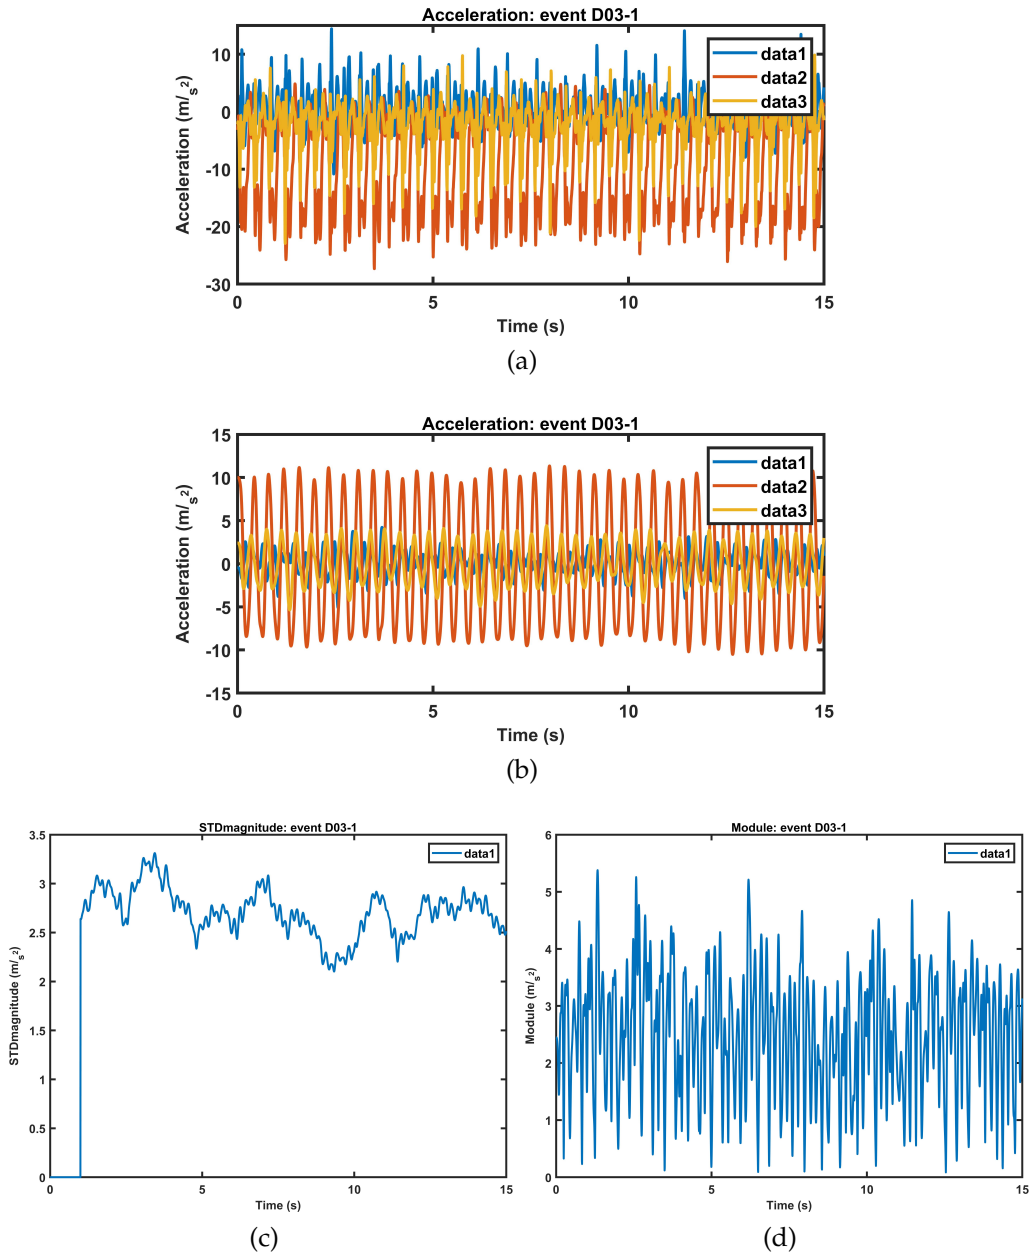 Acceleration: event D03-1
Acceleration (m/s²)
10
0
-10
-20
-30
data1
data2
data3
0 5 10 15
Time (s)
(a)
Acceleration: event D03-1
Acceleration (m/s²)
15
10
5
0
-5
-10
-15
data1
data2
data3
0 5 10 15
Time (s)
(b)
STDmagnitude: event D03-1
STDmagnitude (m/s²)
3.5
3
2.5
2
1.5
1
0.5
0
data1
0 5 10 15
Time (s)
(c)
Module: event D03-1
Module (m/s²)
6
5
4
3
2
1
0
data1
0 5 10 15
Time (s)
(d)